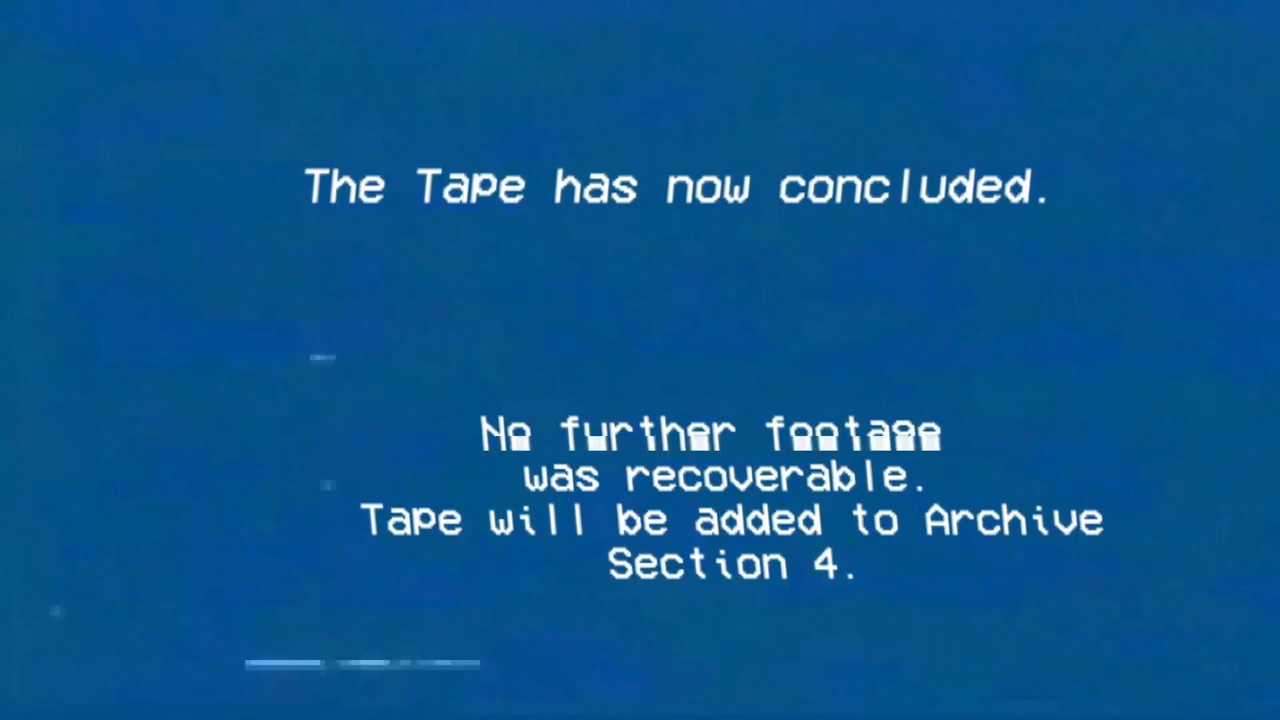 The Tape has now concluded.
No further footage
was recoverable.
Tape will be added to Archive
Section 4.